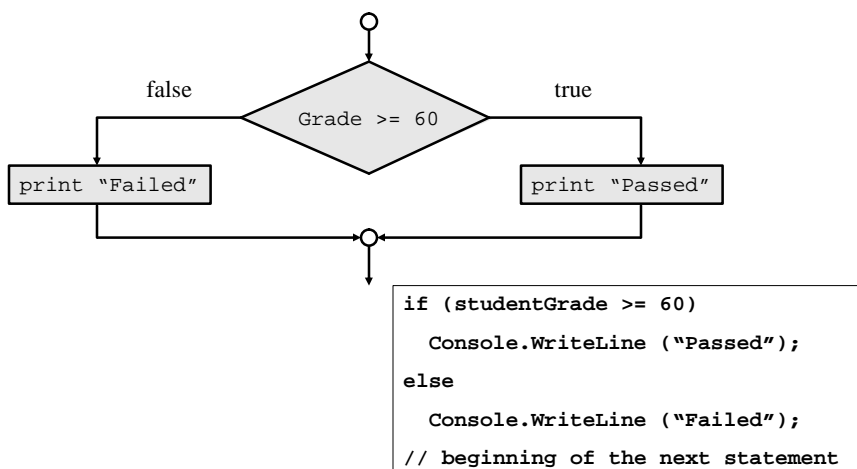 false
true
Grade >= 60
print “Failed”
print “Passed”
if (studentGrade >= 60)
Console.WriteLine (“Passed”);
else
Console.WriteLine (“Failed”);
// beginning of the next statement